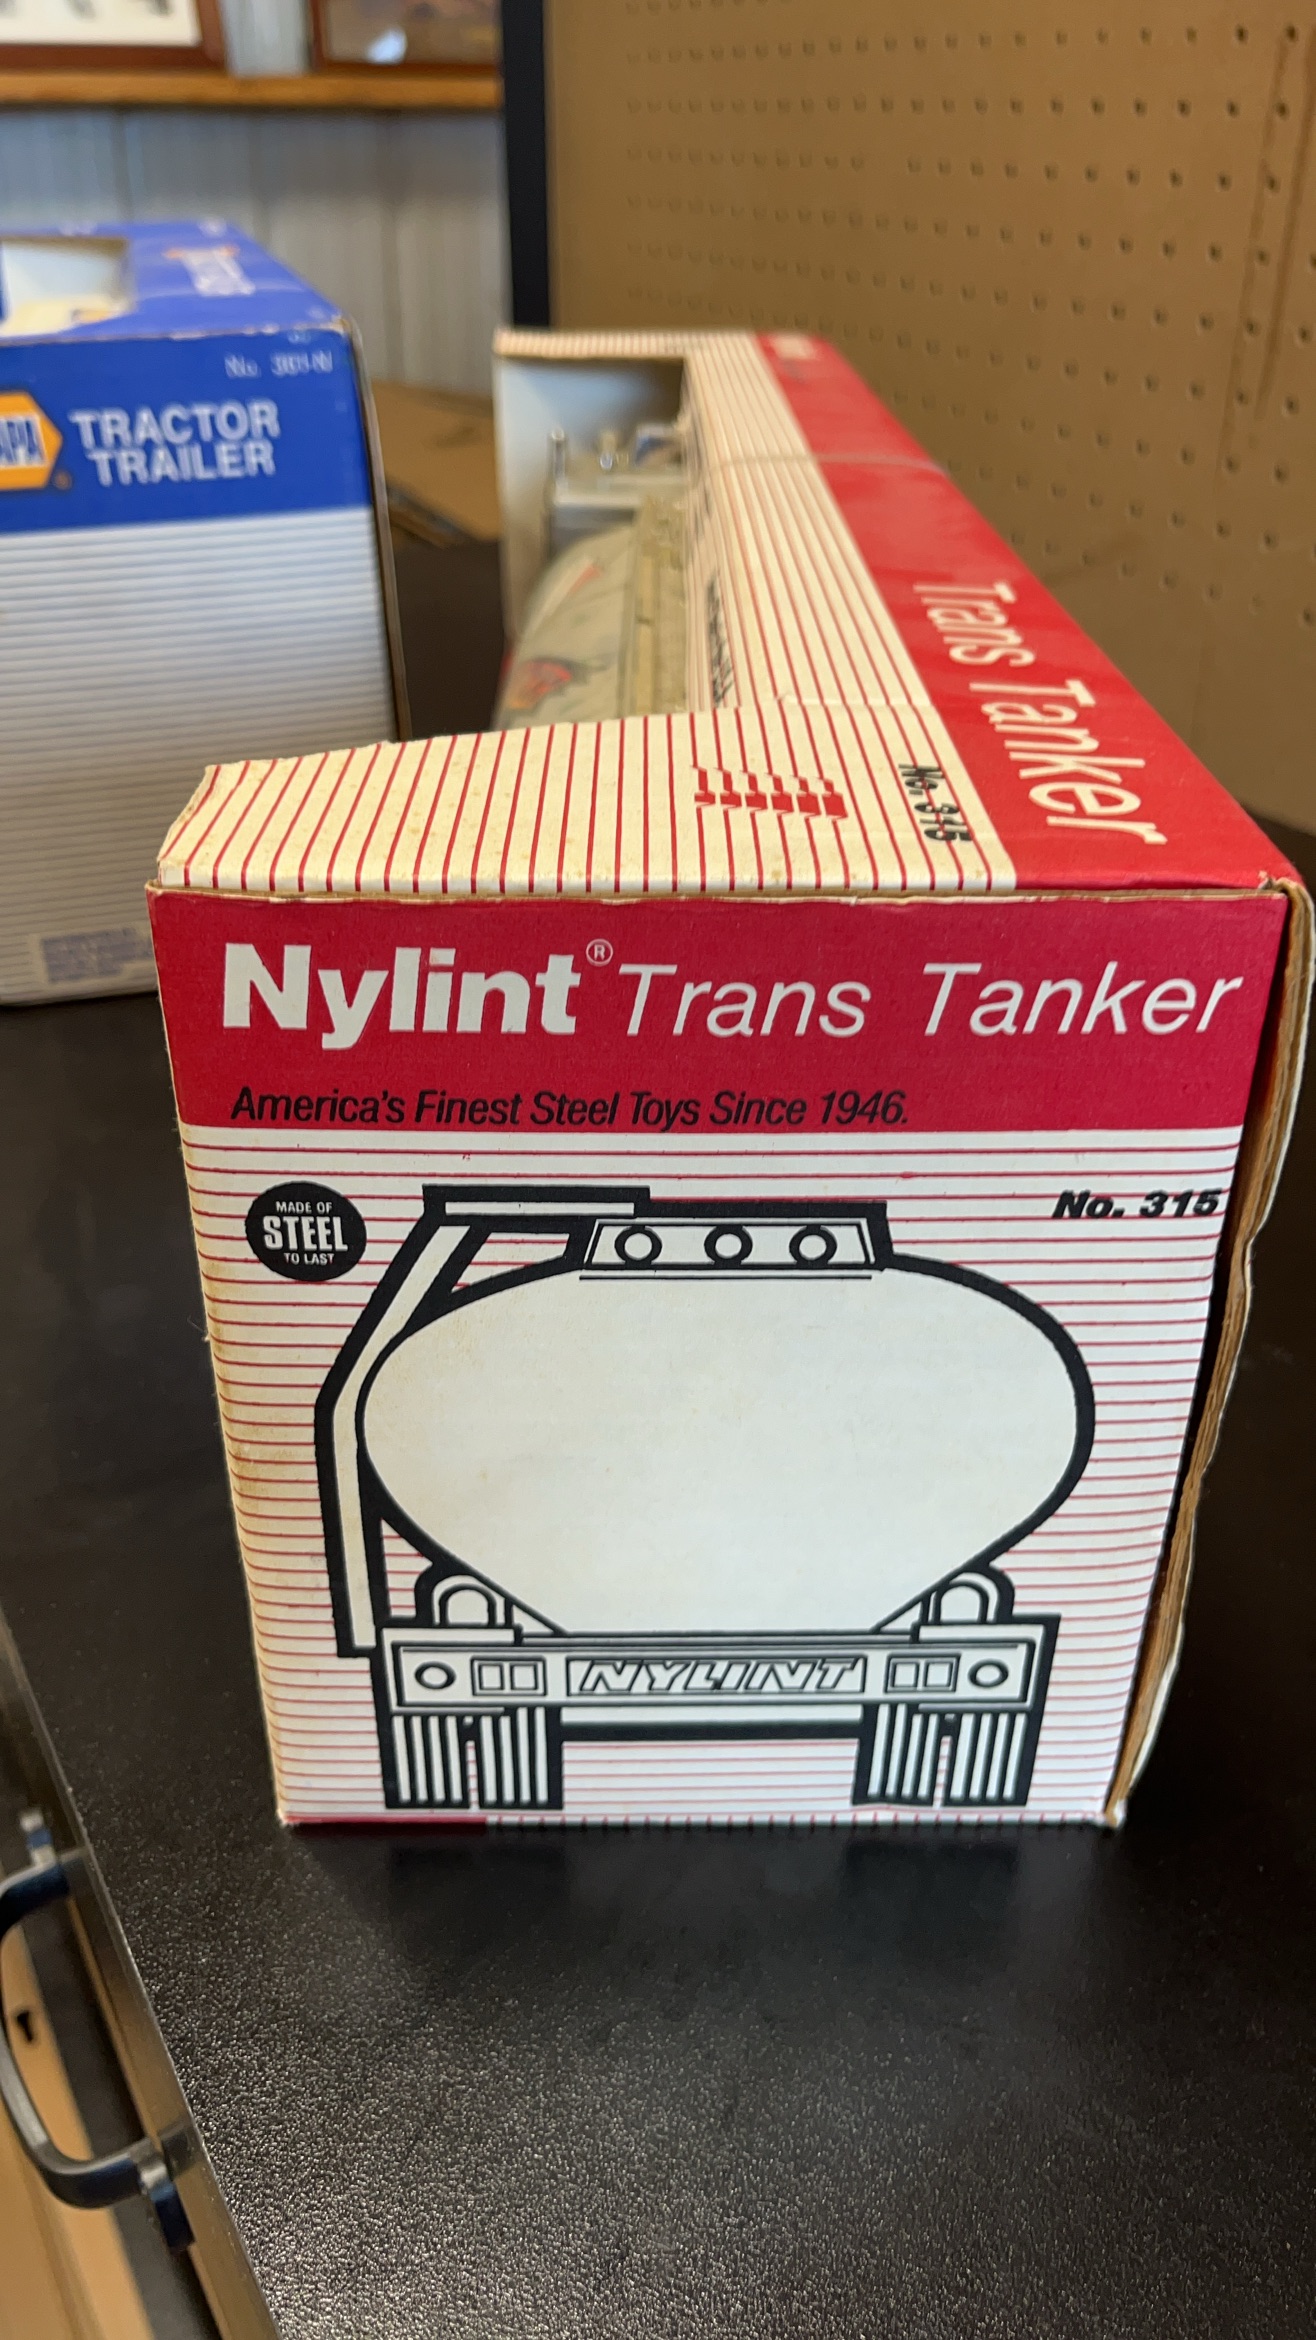 No. 301-N
TRACTOR
TRAILER
Trans Tanker
No. 315
Nylint® Trans Tanker
America's Finest Steel Toys Since 1946.
MADE OF
STEEL
TO LAST
No. 315
NYLINT